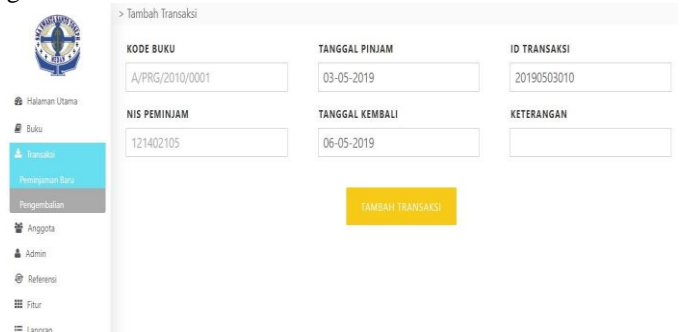 > Tambah Transaksi
KODE BUKU
A/PRG/2010/0001
TANGGAL PINJAM
03-05-2019
ID TRANSAKSI
20190503010
NIS PEMINJAM
121402105
TANGGAL KEMBALI
06-05-2019
KETERANGAN
TAMBAH TRANSAKSI
Halaman Utama
Buku
Transaksi
Peminjaman Baru
Pengembalian
Anggota
Admin
Referensi
Fitur
Laporan